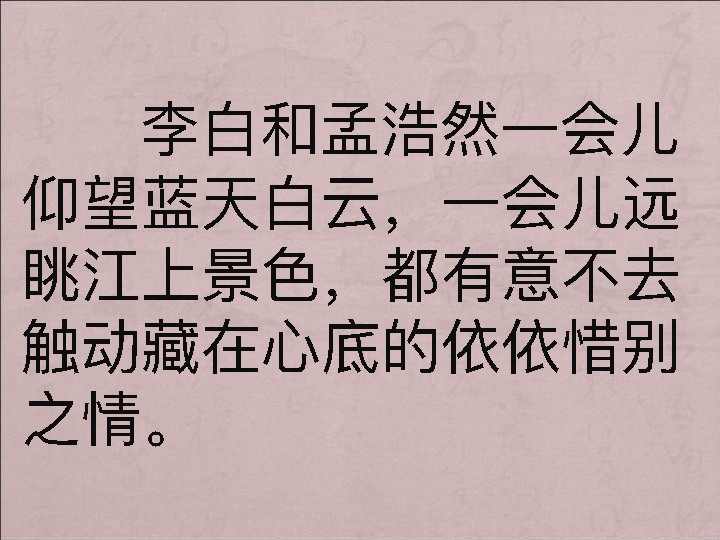 李白和孟浩然一会儿
仰望蓝天白云，一会儿远
眺江上景色，都有意不去
触动藏在心底的依依惜别
之情。